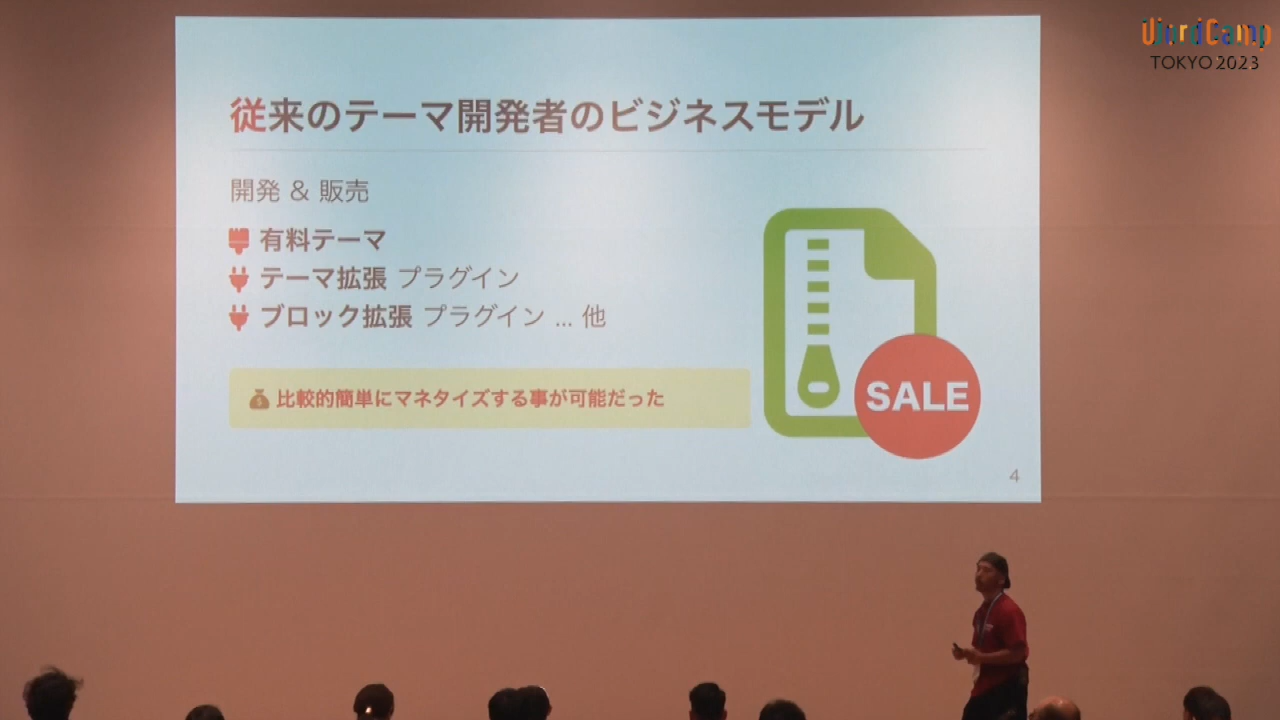 WordCamp
TOKYO 2023
従来のテーマ開発者のビジネスモデル
開発 & 販売
有料テーマ
テーマ拡張 プラグイン
ブロック拡張 プラグイン ... 他
比較的簡単にマネタイズする事が可能だった
SALE
4